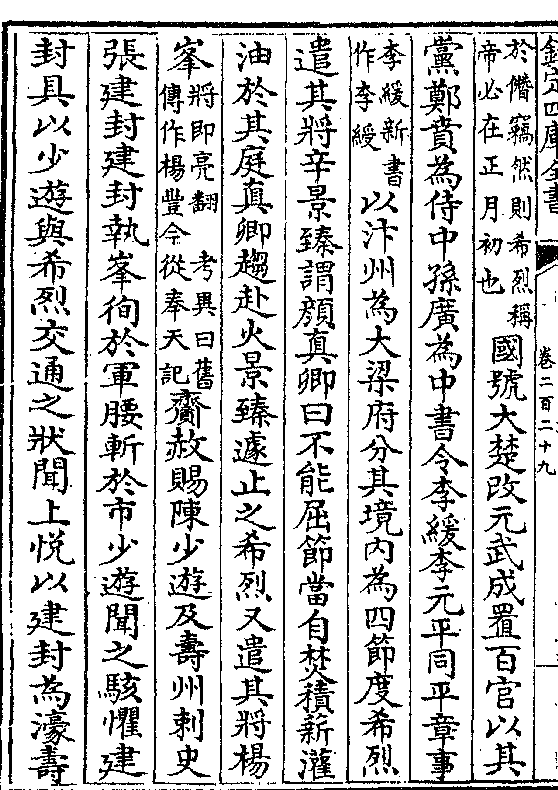 欽定四庫全書
卷二百二十九
於僭竊然則希烈稱
帝必在正月初也
國號大楚改元武成置百官以其
黨鄭賁為侍中孫廣為中書令李緩李元平同平章事
李緩新書
作李綬
以汴州為大梁府分其境内為四節度希烈
遣其將辛景臻謂顔真卿曰不能屈節當自焚積薪灌
油於其庭真卿趨赴火景臻遽止之希烈又遣其將楊
峯
將即亮翻
考異曰舊
傳作楊豐今
從奉天記
齎赦賜陳少遊及壽州刺史
張建封建封執峯徇於軍腰斬於市少遊聞之駭懼建
封具以少遊與希烈交通之狀聞上悦以建封為濠壽